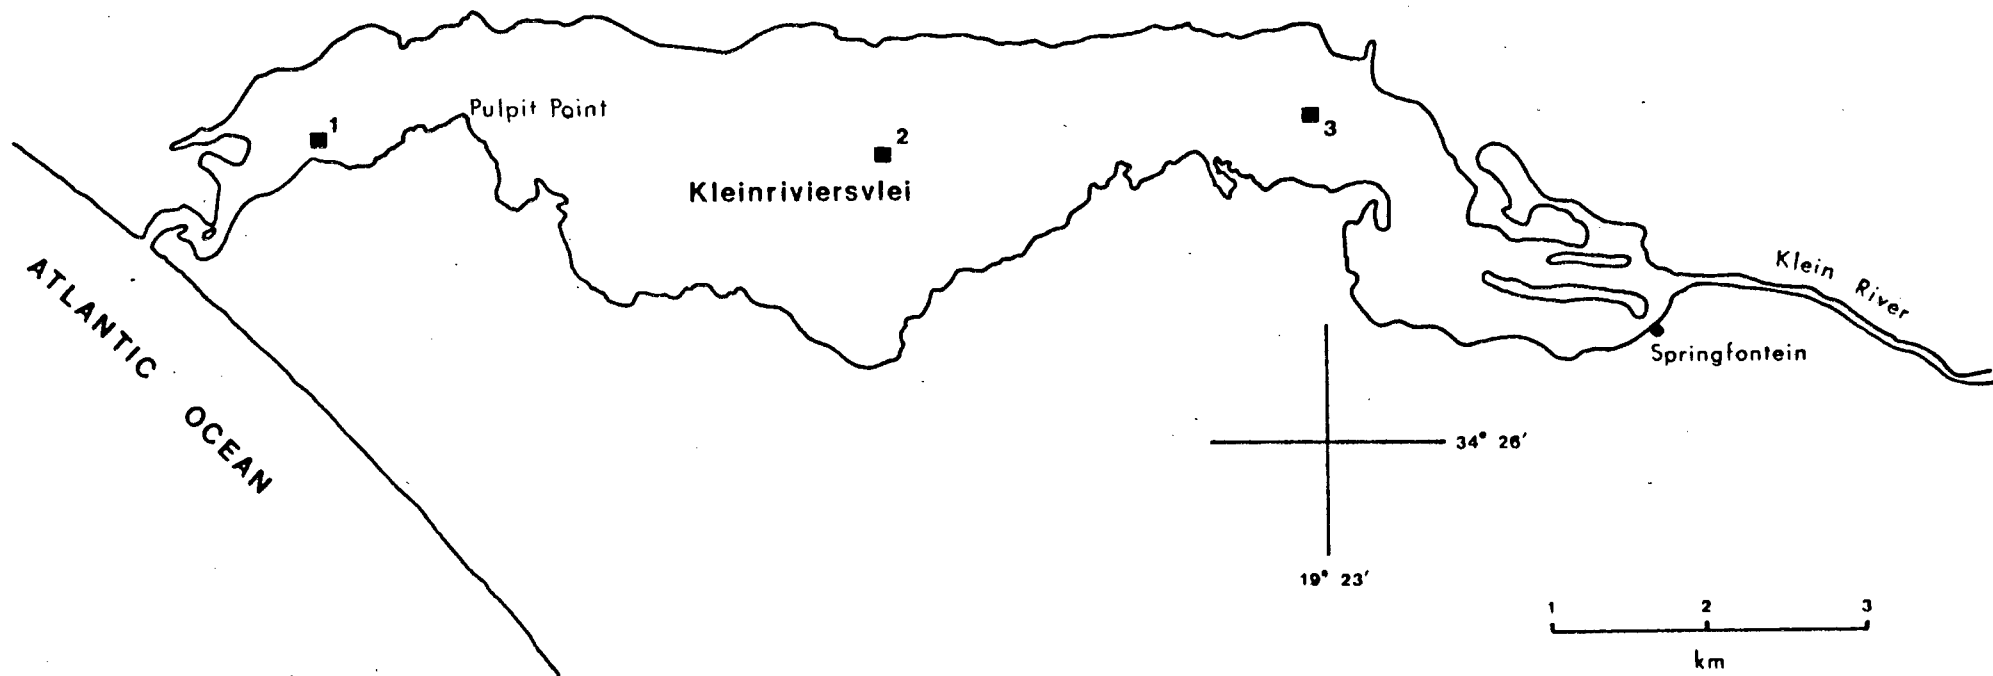 Pulpit Point
1
2
3
Kleinriviersvlei
Klein
River
ATLANTIC
OCEAN
Springfontein
34° 26′
19° 23′
1 2 3
km